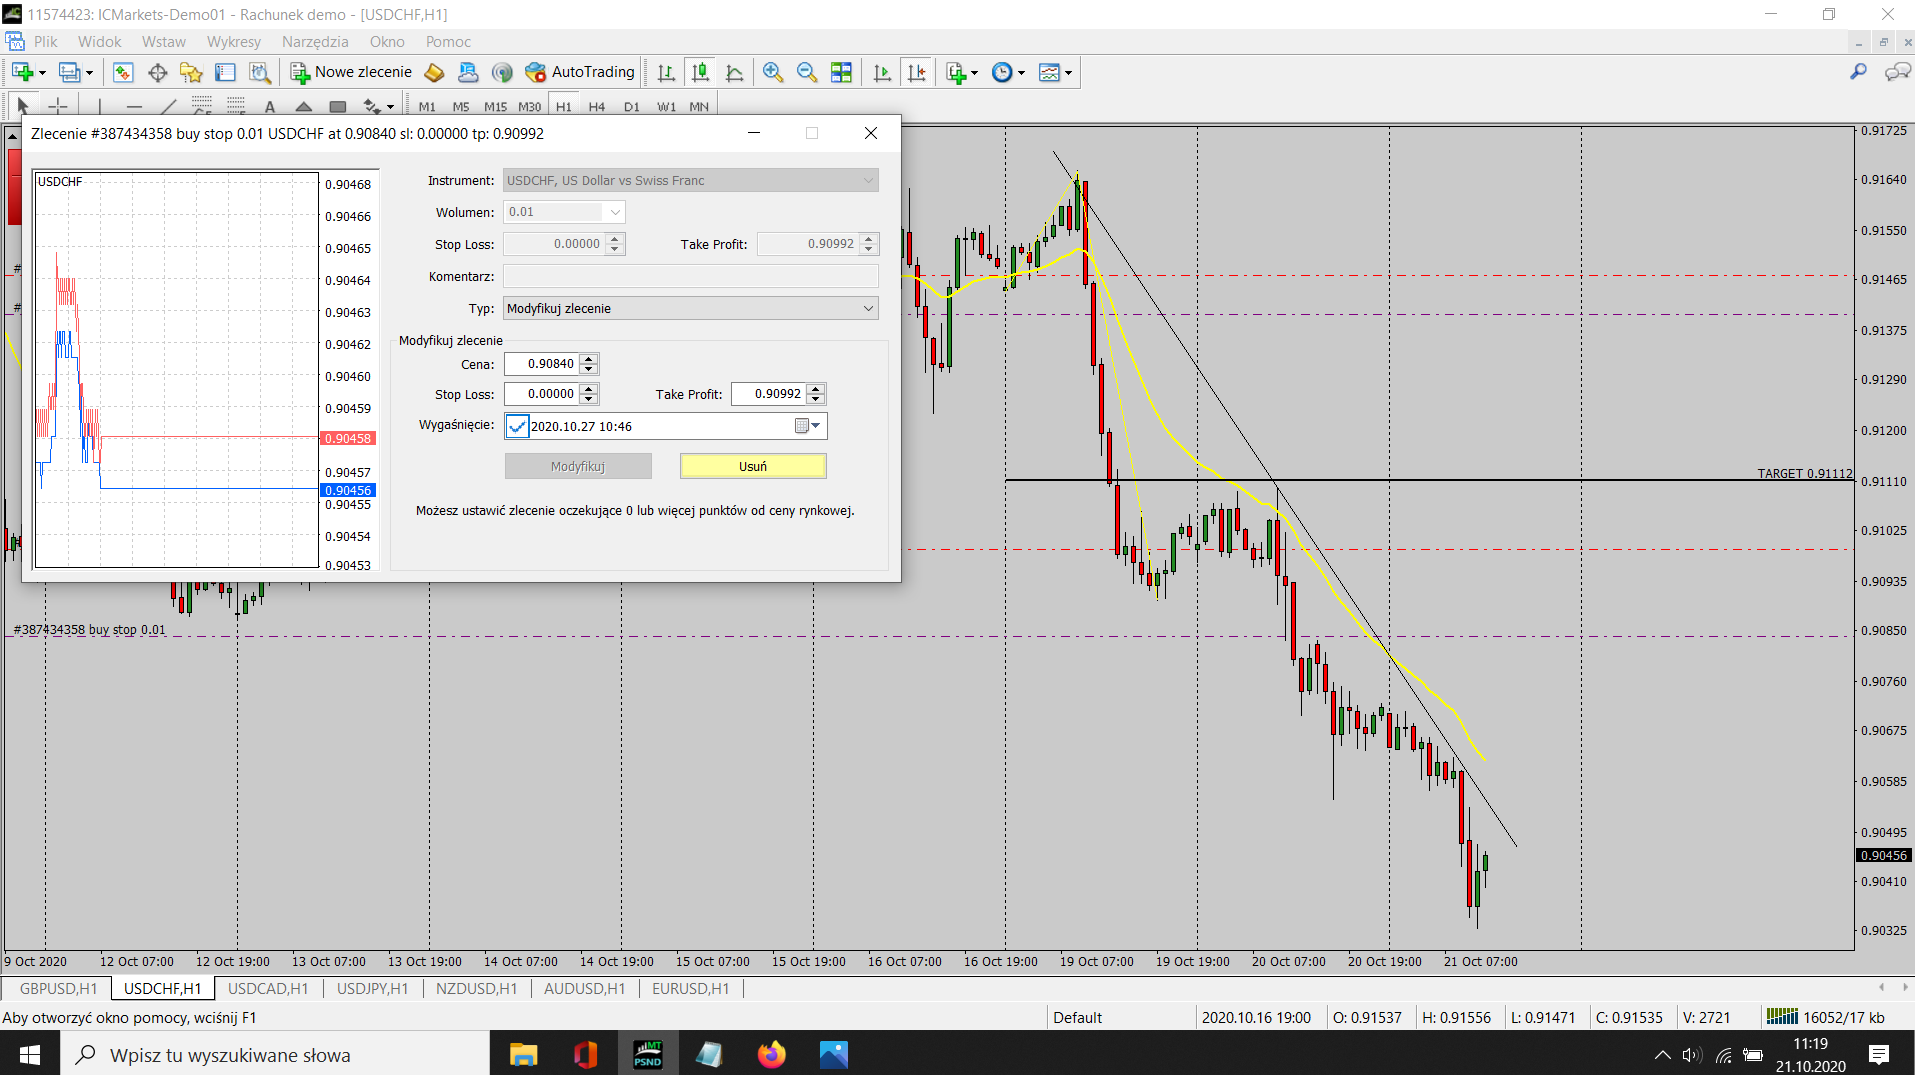 11574423: ICMarkets-Demo01 - Rachunek demo - [USDCHF,H1]
Plik Widok Wstaw Wykresy Narzędzia Okno Pomoc
Nowe zlecenie AutoTrading
A M1 M5 M15 M30 H1 H4 D1 W1 MN
Zlecenie #387434358 buy stop 0.01 USDCHF at 0.90840 sl: 0.00000 tp: 0.90992
USDCHF
0.90468
0.90466
0.90465
0.90464
0.90463
0.90462
0.90460
0.90459
0.90458
0.90457
0.90456
0.90455
0.90454
0.90453
Instrument: USDCHF, US Dollar vs Swiss Franc
Wolumen: 0.01
Stop Loss: 0.00000 Take Profit: 0.90992
Komentarz:
Typ: Modyfikuj zlecenie
Modyfikuj zlecenie
Cena: 0.90840
Stop Loss: 0.00000 Take Profit: 0.90992
Wygaśnięcie: 2020.10.27 10:46
Modyfikuj Usuń
Możesz ustawić zlecenie oczekujące 0 lub więcej punktów od ceny rynkowej.
#
#
#387434358 buy stop 0.01
TARGET 0.91112
0.91725
0.91640
0.91550
0.91465
0.91375
0.91290
0.91200
0.91110
0.91025
0.90935
0.90850
0.90760
0.90675
0.90585
0.90495
0.90456
0.90410
0.90325
9 Oct 2020 12 Oct 07:00 12 Oct 19:00 13 Oct 07:00 13 Oct 19:00 14 Oct 07:00 14 Oct 19:00 15 Oct 07:00 15 Oct 19:00 16 Oct 07:00 16 Oct 19:00 19 Oct 07:00 19 Oct 19:00 20 Oct 07:00 20 Oct 19:00 21 Oct 07:00
GBPUSD,H1 USDCHF,H1 USDCAD,H1 USDJPY,H1 NZDUSD,H1 AUDUSD,H1 EURUSD,H1
Aby otworzyć okno pomocy, wciśnij F1 Default 2020.10.16 19:00 O: 0.91537 H: 0.91556 L: 0.91471 C: 0.91535 V: 2721 16052/17 kb
Wpisz tu wyszukiwane słowa MT PSND 11:19
21.10.2020